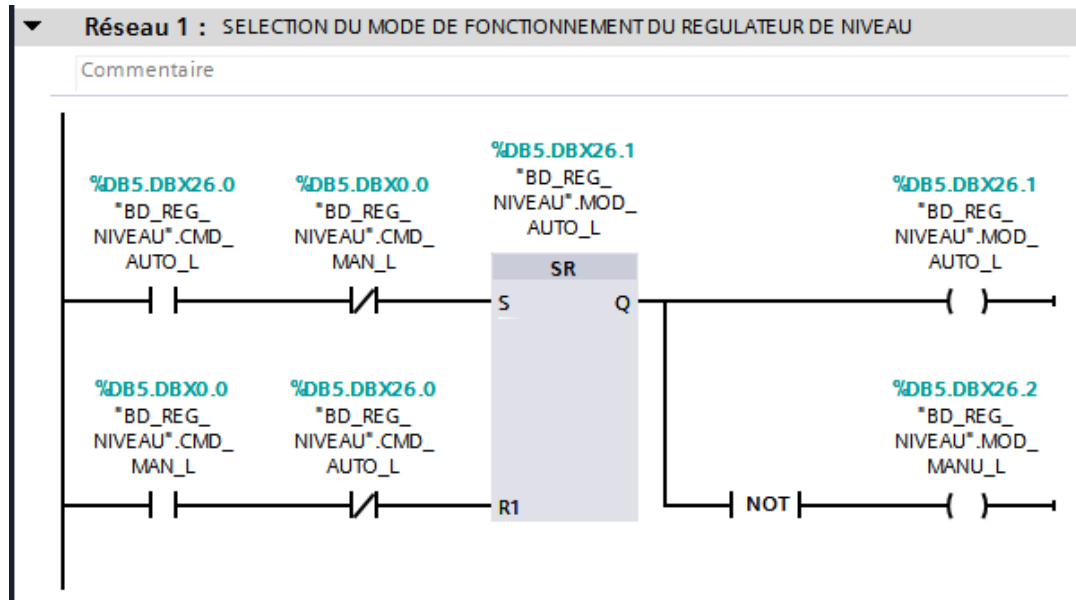 Réseau 1 : SELECTION DU MODE DE FONCTIONNEMENT DU REGULATEUR DE NIVEAU
Commentaire
%DB5.DBX26.0
"BD_REG_
NIVEAU".CMD_
AUTO_L
%DB5.DBX0.0
"BD_REG_
NIVEAU".CMD_
MAN_L
%DB5.DBX26.1
"BD_REG_
NIVEAU".MOD_
AUTO_L
SR
S
Q
%DB5.DBX26.1
"BD_REG_
NIVEAU".MOD_
AUTO_L
%DB5.DBX0.0
"BD_REG_
NIVEAU".CMD_
MAN_L
%DB5.DBX26.0
"BD_REG_
NIVEAU".CMD_
AUTO_L
R1
NOT
%DB5.DBX26.2
"BD_REG_
NIVEAU".MOD_
MANU_L